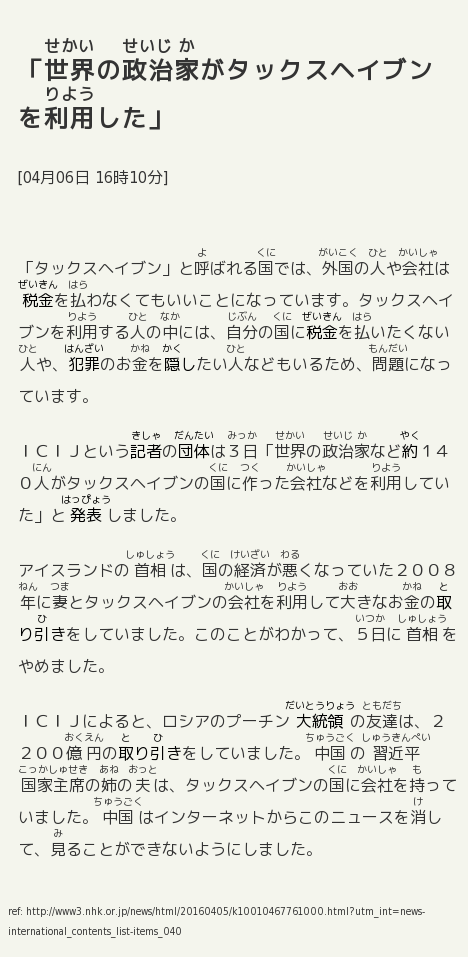 「世界の政治家がタックスヘイブン
を利用した」
[04月06日 16時10分]
「タックスヘイブン」と呼ばれる国では、外国の人や会社は
税金を払わなくてもいいことになっています。タックスヘイ
ブンを利用する人の中には、自分の国に税金を払いたくない
人や、犯罪のお金を隠したい人などもいるため、問題になっ
ています。
ＩＣＩＪという記者の団体は３日「世界の政治家など約１４
０人がタックスヘイブンの国に作った会社などを利用してい
た」と発表しました。
アイスランドの首相は、国の経済が悪くなっていた２００８
年に妻とタックスヘイブンの会社を利用して大きなお金の取
り引きをしていました。このことがわかって、５日に首相を
やめました。
ＩＣＩＪによると、ロシアのプーチン大統領の友達は、２
２００億円の取り引きをしていました。中国の習近平
国家主席の姉の夫は、タックスヘイブンの国に会社を持って
いました。中国はインターネットからこのニュースを消し
て、見ることができないようにしました。
ref: http://www3.nhk.or.jp/news/html/20160405/k10010467761000.html?utm_int=news-
international_contents_list-items_040